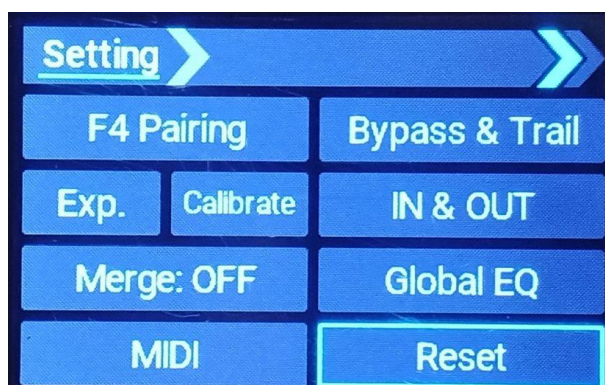 Setting
F4 Pairing
Bypass & Trail
Exp.
Calibrate
IN & OUT
Merge: OFF
Global EQ
MIDI
Reset